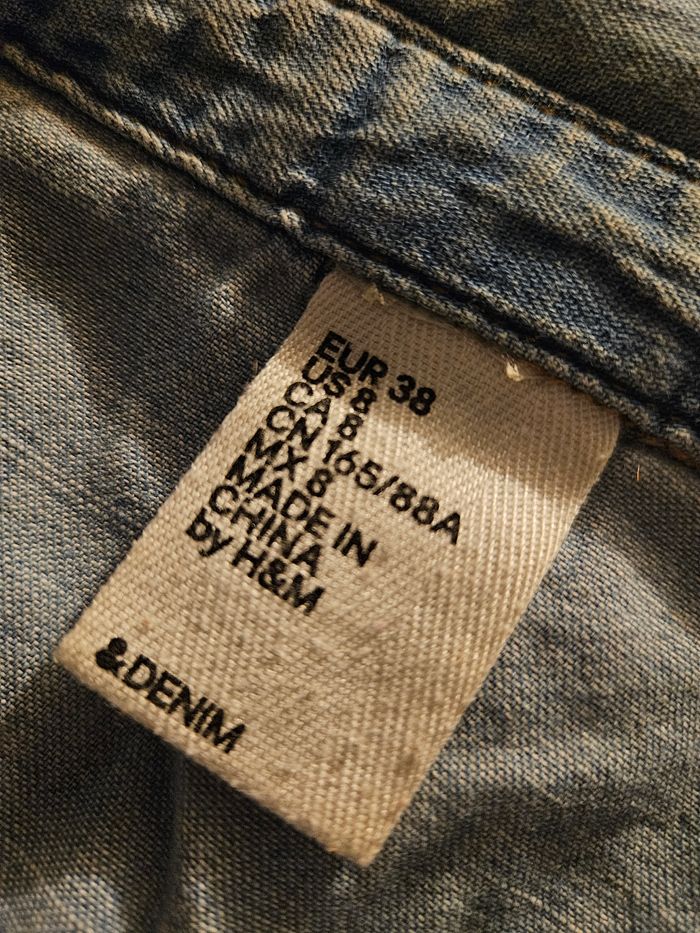 EUR 38
US 8
CA 8
CN 165/88A
MX 8
MADE IN
CHINA
by H&M
&DENIM